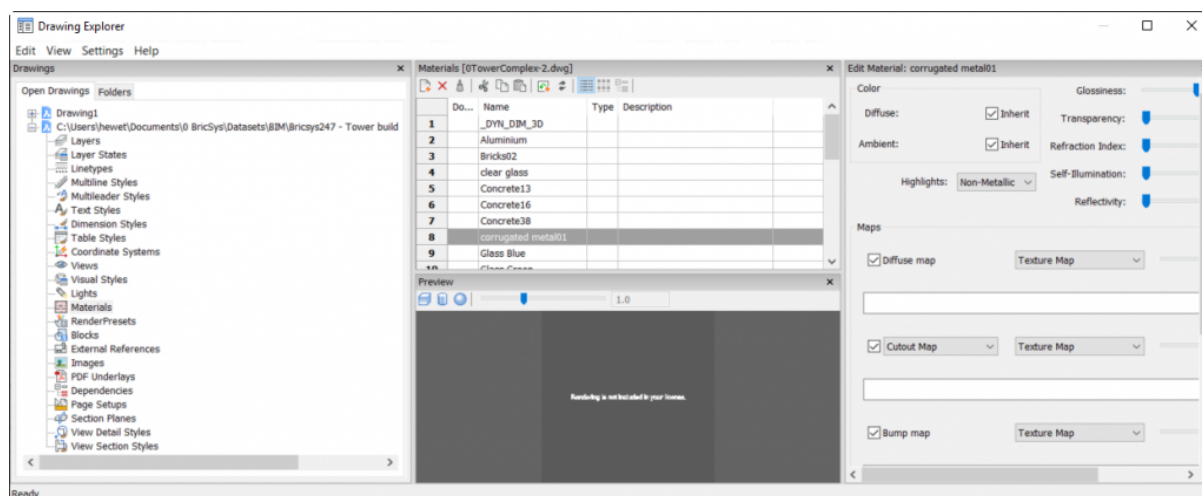 Drawing Explorer
Edit View Settings Help
Drawings
Open Drawings Folders
Drawing1
C:\Users\hewet\Documents\0 BricSys\Datasets\BIM\Bricsys247 - Tower build
Layers
Layer States
Linetypes
Multiline Styles
Multileader Styles
Text Styles
Dimension Styles
Table Styles
Coordinate Systems
Views
Visual Styles
Lights
Materials
RenderPresets
Blocks
External References
Images
PDF Underlays
Dependencies
Page Setups
Section Planes
View Detail Styles
View Section Styles
Ready
Materials [0TowerComplex-2.dwg]
Do... Name Type Description
1 _DYN_DIM_3D
2 Aluminium
3 Bricks02
4 clear glass
5 Concrete13
6 Concrete16
7 Concrete38
8 corrugated metal01
9 Glass Blue
10 Glass Green
Preview
1.0
Rendering is not included in your license.
Edit Material: corrugated metal01
Color
Diffuse: Inherit
Ambient: Inherit
Highlights: Non-Metallic
Glossiness:
Transparency:
Refraction Index:
Self-Illumination:
Reflectivity:
Maps
Diffuse map Texture Map
Cutout Map Texture Map
Bump map Texture Map